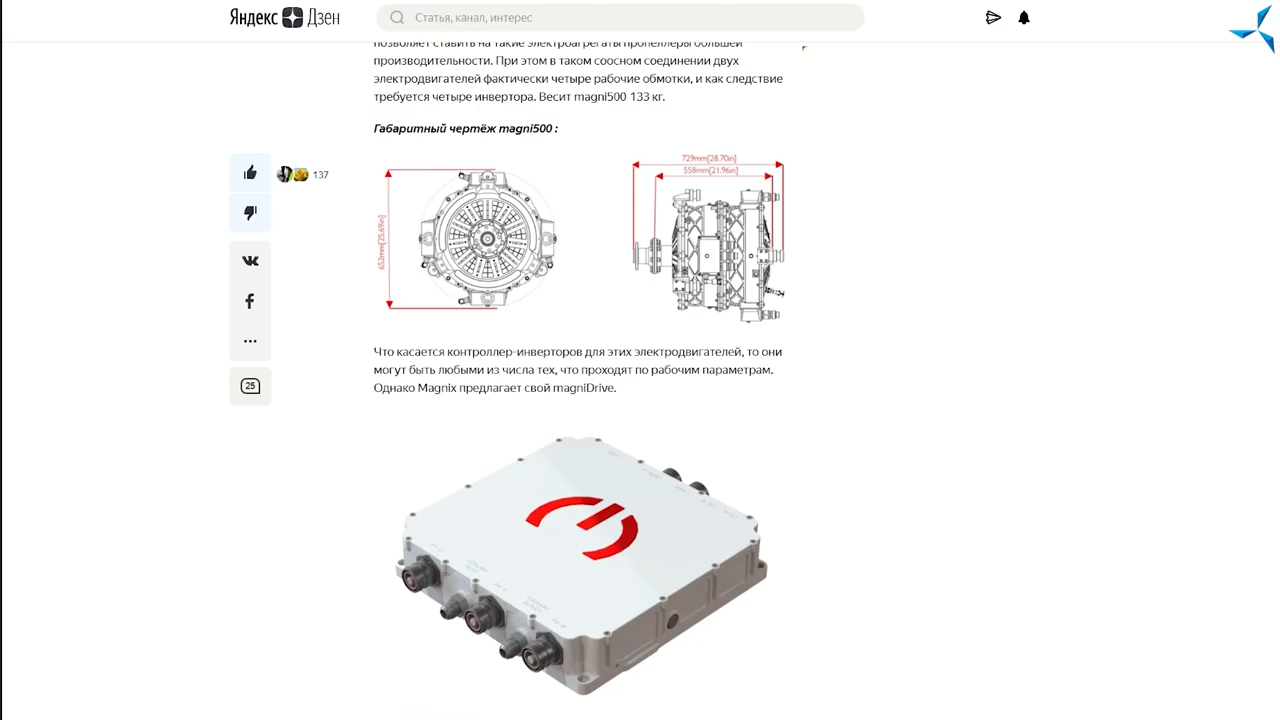 Яндекс Дзен
Статья, канал, интерес
позволяет ставить на такие электроагрегаты пропеллеры большей
производительности. При этом в таком соосном соединении двух
электродвигателей фактически четыре рабочие обмотки, и как следствие
требуется четыре инвертора. Весит magni500 133 кг.
Габаритный чертёж magni500 :
137
25
652mm[25.69in]
729mm[28.70in]
558mm[21.96in]
Что касается контроллер-инверторов для этих электродвигателей, то они
могут быть любыми из числа тех, что проходят по рабочим параметрам.
Однако Magnix предлагает свой magniDrive.